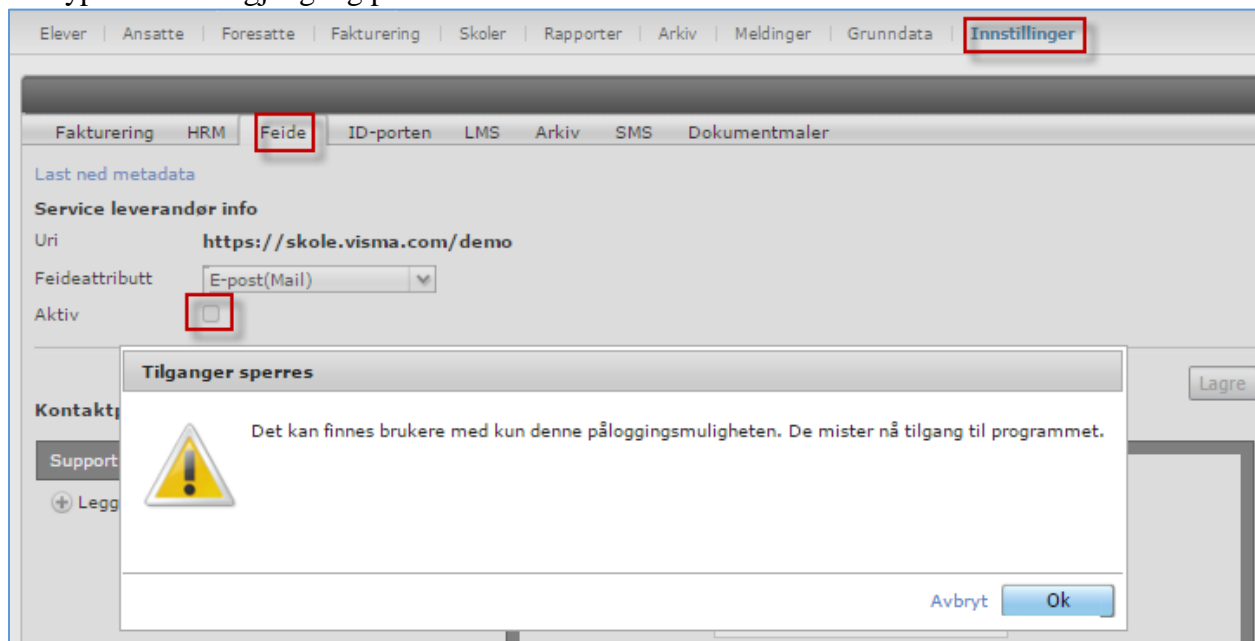 Elever | Ansatte | Foresatte | Fakturering | Skoler | Rapporter | Arkiv | Meldinger | Grunndata | Innstillinger
Fakturering HRM Feide ID-porten LMS Arkiv SMS Dokumentmaler
Last ned metadata
Service leverandør info
Uri https://skole.visma.com/demo
Feideattributt E-post(Mail)
Aktiv
Tilganger sperres
Lagre
Det kan finnes brukere med kun denne påloggingsmuligheten. De mister nå tilgang til programmet.
Support
Legg
Avbryt Ok